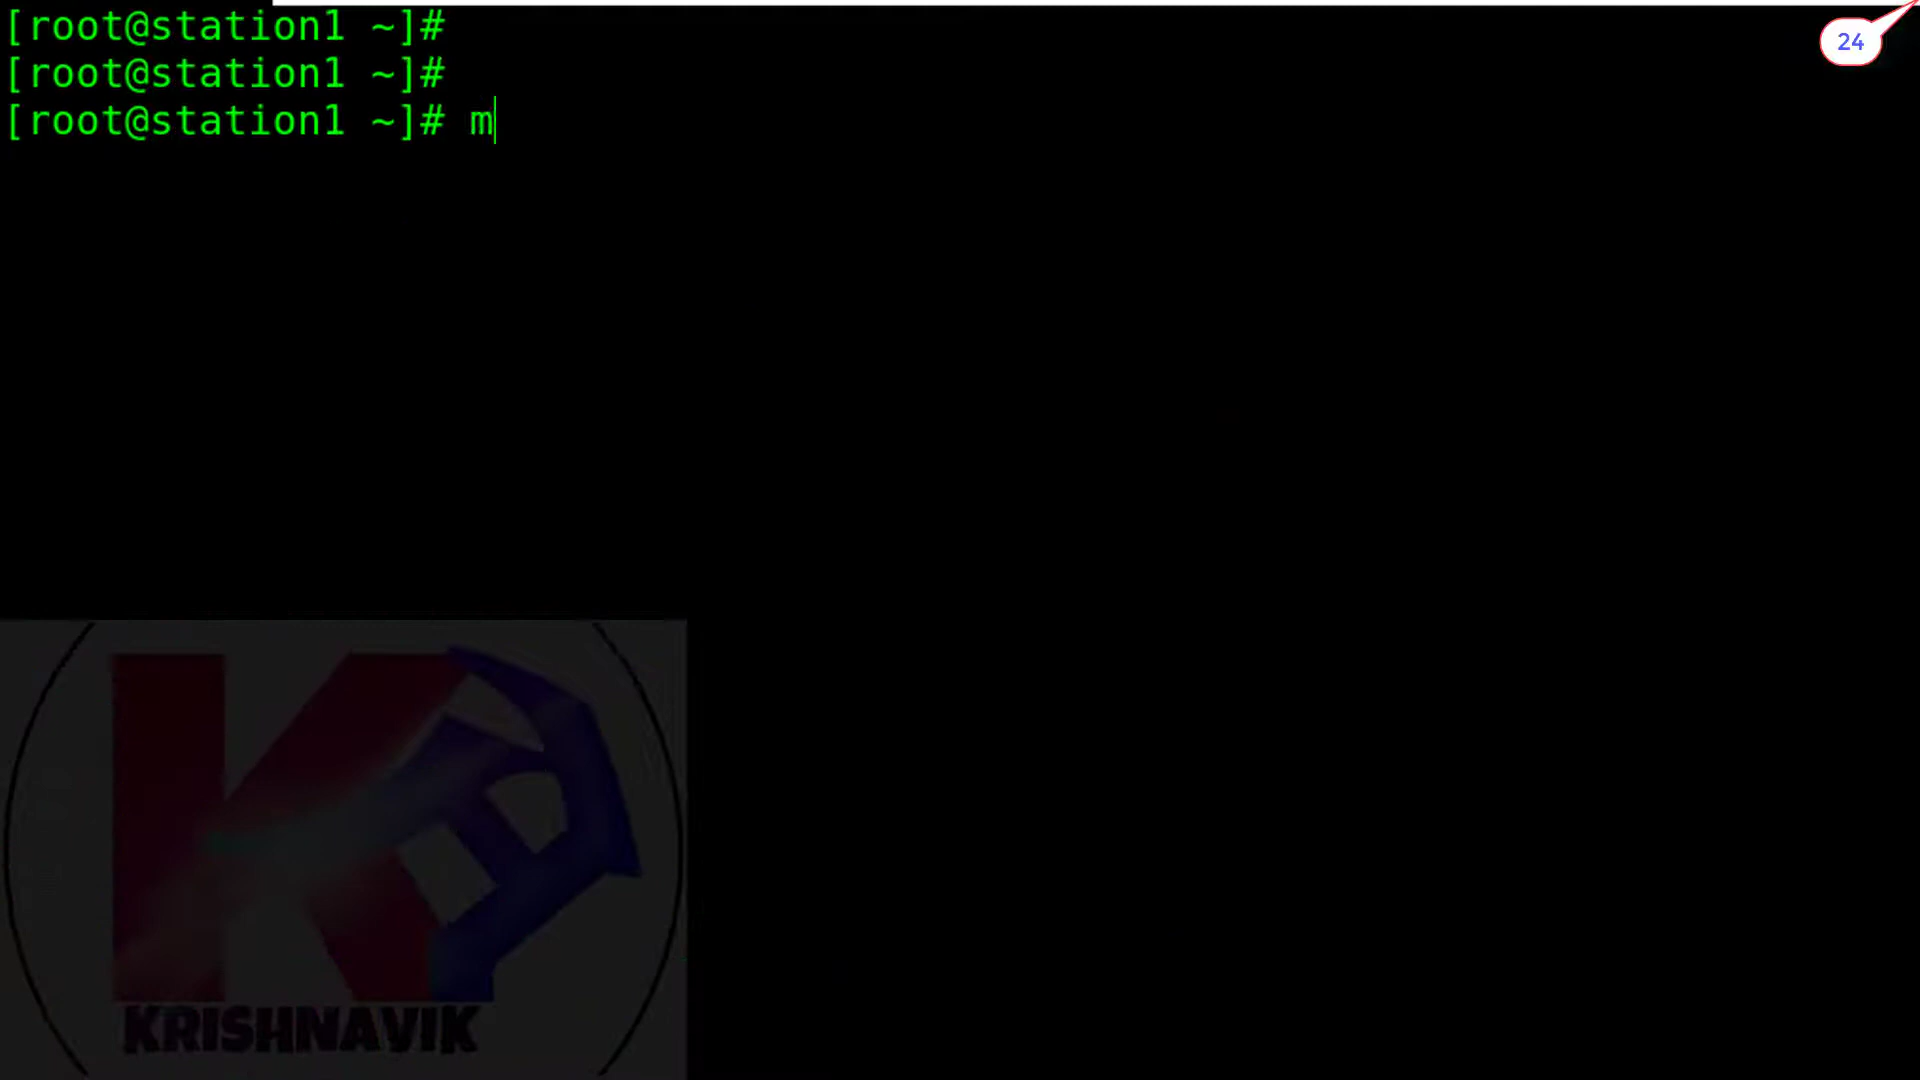 [root@station1 ~]#
24
[root@station1 ~]#
[root@station1 ~]# m
KRISHNAVIK